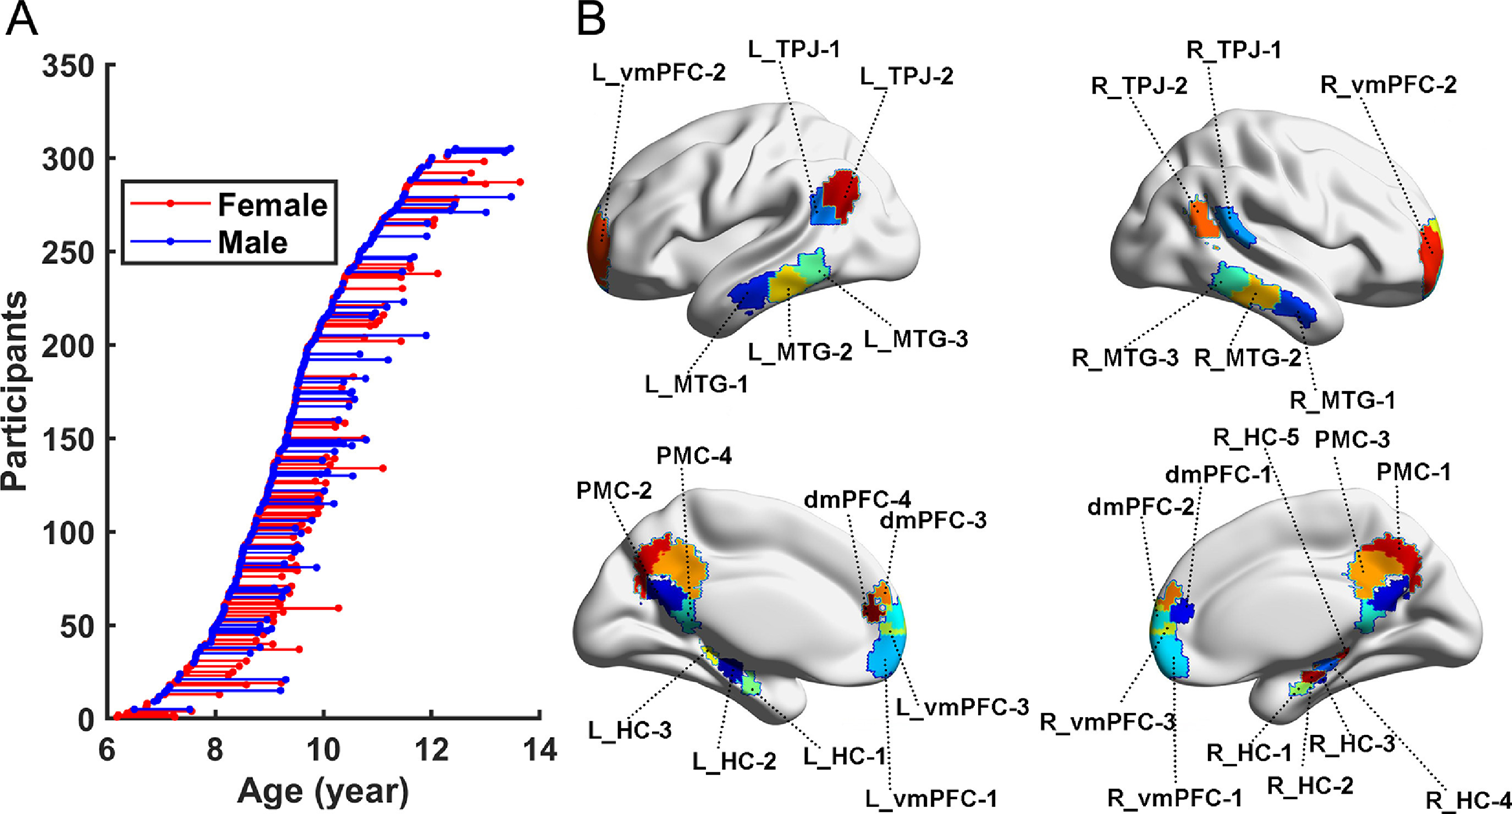 A
350
300
250
200
150
100
50
0
Participants
Female
Male
6 8 10 12 14
Age (year)
B
L_vmPFC-2
L_TPJ-1
L_TPJ-2
L_MTG-1
L_MTG-2
L_MTG-3
R_TPJ-1
R_TPJ-2
R_vmPFC-2
R_MTG-3
R_MTG-2
R_MTG-1
PMC-4
PMC-2
dmPFC-4
dmPFC-3
L_HC-3
L_HC-2
L_HC-1
L_vmPFC-3
L_vmPFC-1
R_HC-5
PMC-3
dmPFC-1
PMC-1
dmPFC-2
R_vmPFC-3
R_HC-1
R_HC-3
R_HC-2
R_vmPFC-1
R_HC-4